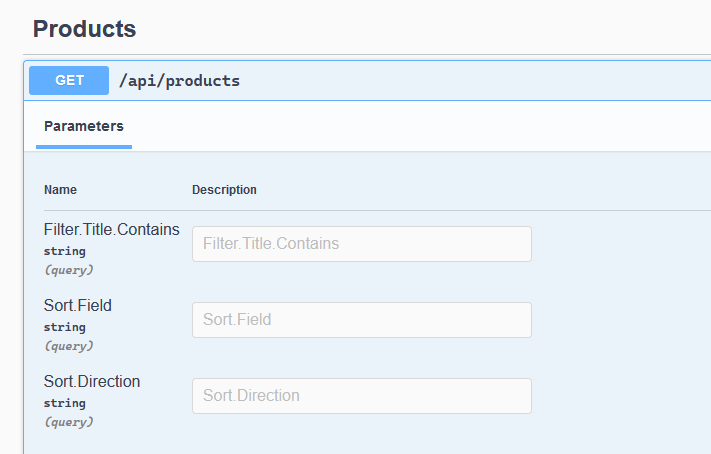 Products
GET /api/products
Parameters
Name Description
Filter.Title.Contains Filter.Title.Contains
string
(query)
Sort.Field Sort.Field
string
(query)
Sort.Direction Sort.Direction
string
(query)